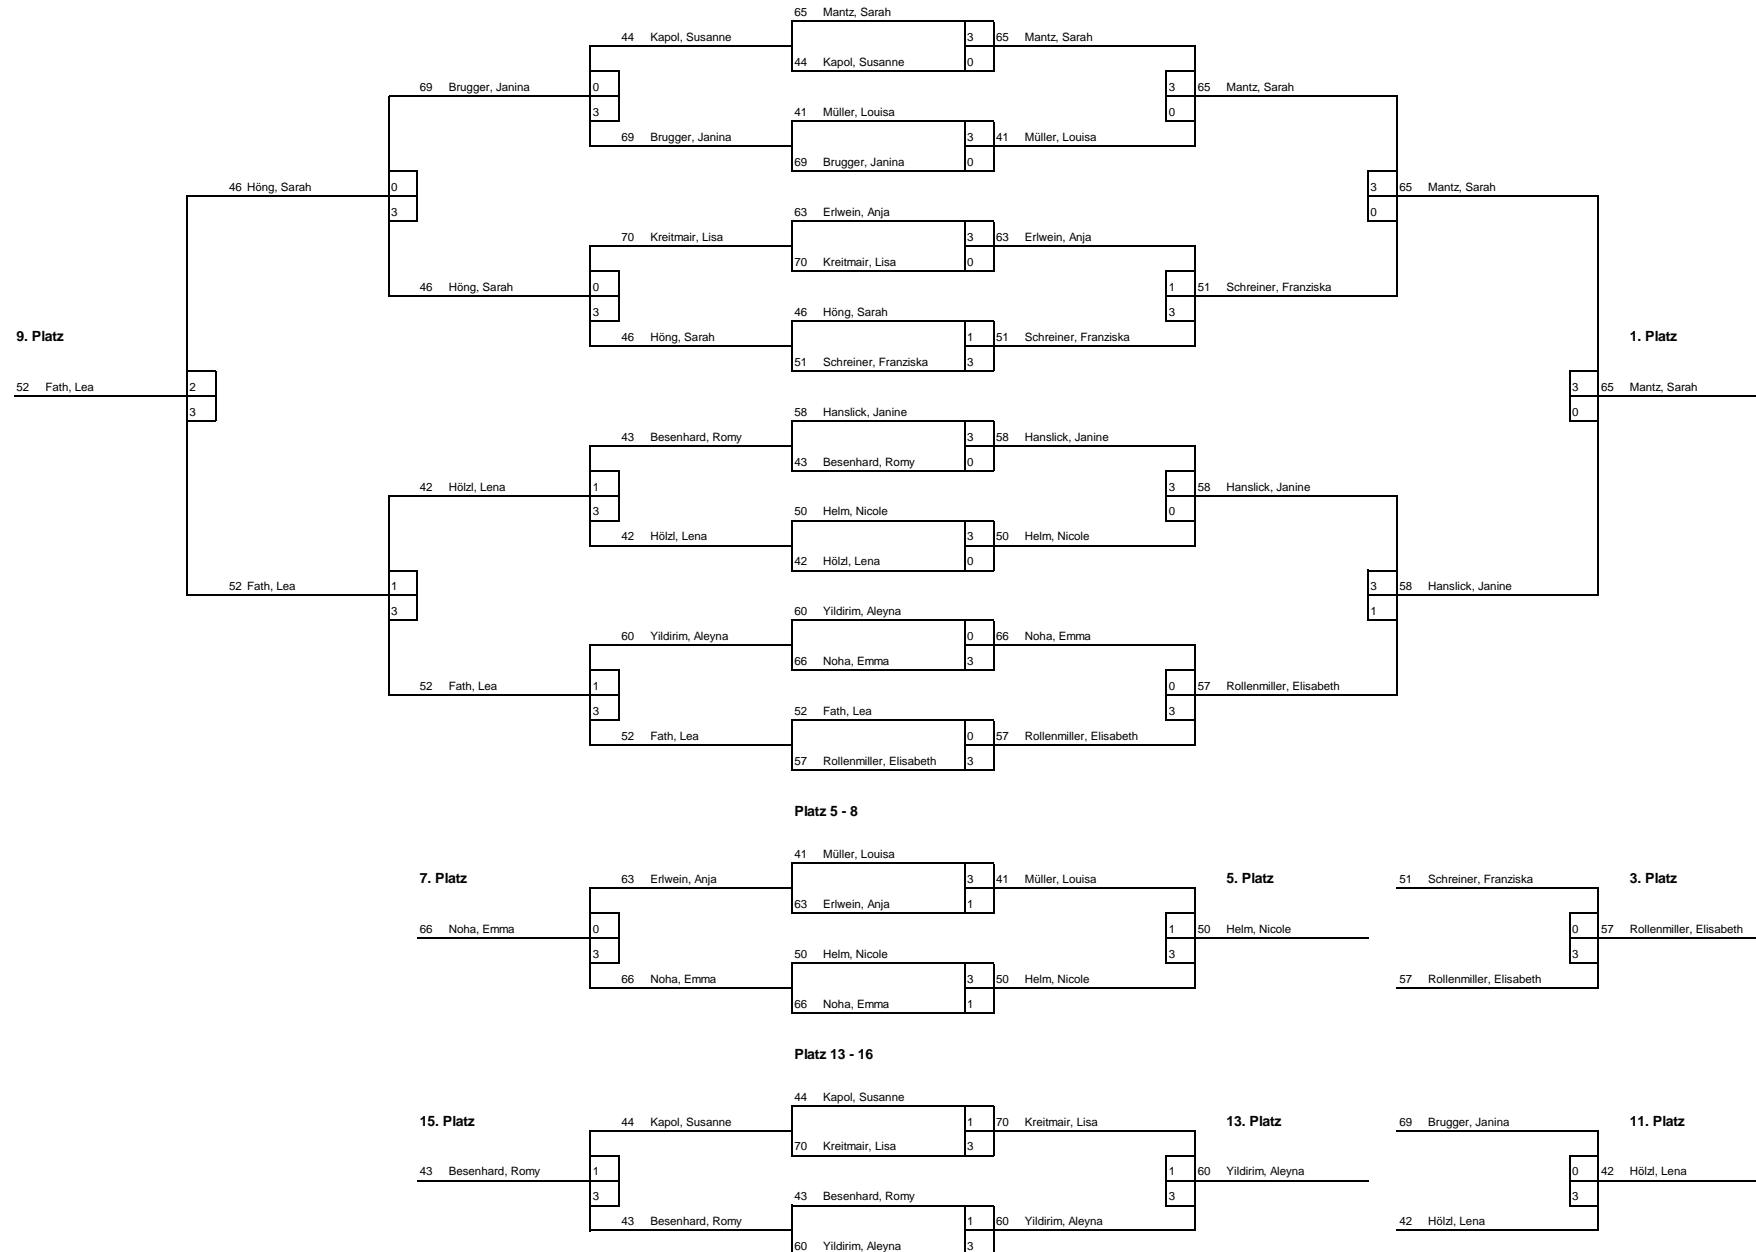 65 Mantz, Sarah
44 Kapol, Susanne 3 65 Mantz, Sarah
44 Kapol, Susanne 0
69 Brugger, Janina 0 3 65 Mantz, Sarah
3 41 Müller, Louisa 0
69 Brugger, Janina 3 41 Müller, Louisa
69 Brugger, Janina 0
46 Höng, Sarah 0 3 65 Mantz, Sarah
3 63 Erlwein, Anja 0
70 Kreitmair, Lisa 3 63 Erlwein, Anja
70 Kreitmair, Lisa 0
46 Höng, Sarah 0 1 51 Schreiner, Franziska
3 46 Höng, Sarah 3
9. Platz 46 Höng, Sarah 1 51 Schreiner, Franziska 1. Platz
51 Schreiner, Franziska 3
52 Fath, Lea 2 3 65 Mantz, Sarah
3 58 Hanslick, Janine 0
43 Besenhard, Romy 3 58 Hanslick, Janine
43 Besenhard, Romy 0
42 Hölzl, Lena 1 3 58 Hanslick, Janine
3 50 Helm, Nicole 0
42 Hölzl, Lena 3 50 Helm, Nicole
42 Hölzl, Lena 0
52 Fath, Lea 1 3 58 Hanslick, Janine
3 60 Yildirim, Aleyna 1
60 Yildirim, Aleyna 0 66 Noha, Emma
66 Noha, Emma 3
52 Fath, Lea 1 0 57 Rollenmiller, Elisabeth
3 52 Fath, Lea 3
52 Fath, Lea 0 57 Rollenmiller, Elisabeth
57 Rollenmiller, Elisabeth 3
Platz 5 - 8
41 Müller, Louisa
7. Platz 63 Erlwein, Anja 3 41 Müller, Louisa 5. Platz 51 Schreiner, Franziska 3. Platz
63 Erlwein, Anja 1
66 Noha, Emma 0 1 50 Helm, Nicole 0 57 Rollenmiller, Elisabeth
3 50 Helm, Nicole 3 3
66 Noha, Emma 3 50 Helm, Nicole 57 Rollenmiller, Elisabeth
66 Noha, Emma 1
Platz 13 - 16
44 Kapol, Susanne
15. Platz 44 Kapol, Susanne 1 70 Kreitmair, Lisa 13. Platz 69 Brugger, Janina 11. Platz
70 Kreitmair, Lisa 3
43 Besenhard, Romy 1 1 60 Yildirim, Aleyna 0 42 Hölzl, Lena
3 43 Besenhard, Romy 3 3
43 Besenhard, Romy 1 60 Yildirim, Aleyna 42 Hölzl, Lena
60 Yildirim, Aleyna 3